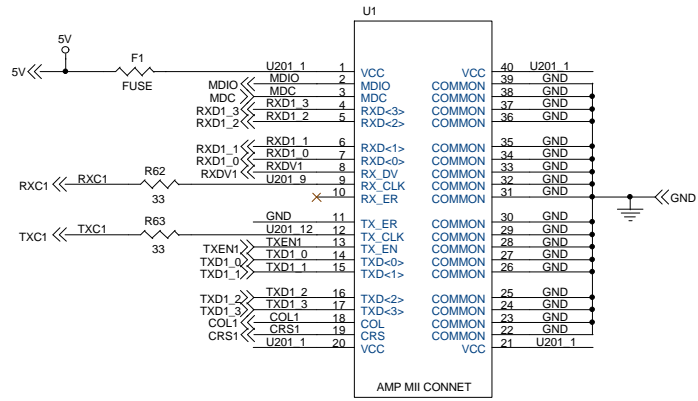 U1
5V
5V
F1
FUSE
U201_1 1 VCC VCC 40 U201_1
MDIO MDIO 2 MDIO COMMON 39 GND
MDC MDC 3 MDC COMMON 38 GND
RXD1_3 RXD1_3 4 RXD<3> COMMON 37 GND
RXD1_2 RXD1_2 5 RXD<2> COMMON 36 GND
RXD1_1 RXD1_1 6 RXD<1> COMMON 35 GND
RXD1_0 RXD1_0 7 RXD<0> COMMON 34 GND
RXDV1 RXDV1 8 RX_DV COMMON 33 GND
RXC1 RXC1 R62 33 U201_9 9 RX_CLK COMMON 32 GND
10 RX_ER COMMON 31 GND
GND
GND 11 TX_ER COMMON 30 GND
TXC1 TXC1 R63 33 U201_12 12 TX_CLK COMMON 29 GND
TXEN1 TXEN1 13 TX_EN COMMON 28 GND
TXD1_0 TXD1_0 14 TXD<0> COMMON 27 GND
TXD1_1 TXD1_1 15 TXD<1> COMMON 26 GND
TXD1_2 TXD1_2 16 TXD<2> COMMON 25 GND
TXD1_3 TXD1_3 17 TXD<3> COMMON 24 GND
COL1 COL1 18 COL COMMON 23 GND
CRS1 CRS1 19 CRS COMMON 22 GND
U201_1 20 VCC VCC 21 U201_1
AMP MII CONNET